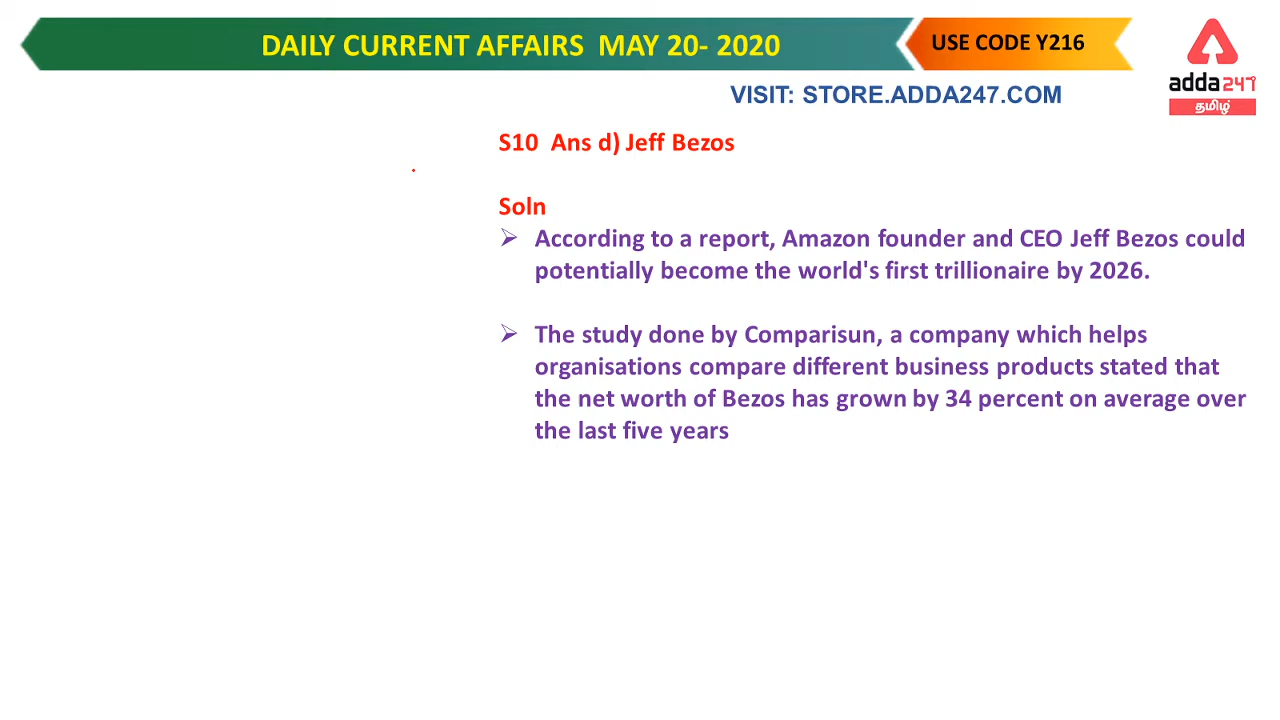 DAILY CURRENT AFFAIRS MAY 20- 2020
USE CODE Y216
adda247
தமிழ்
VISIT: STORE.ADDA247.COM
S10 Ans d) Jeff Bezos
Soln
➢ According to a report, Amazon founder and CEO Jeff Bezos could
potentially become the world's first trillionaire by 2026.
➢ The study done by Comparisun, a company which helps
organisations compare different business products stated that
the net worth of Bezos has grown by 34 percent on average over
the last five years